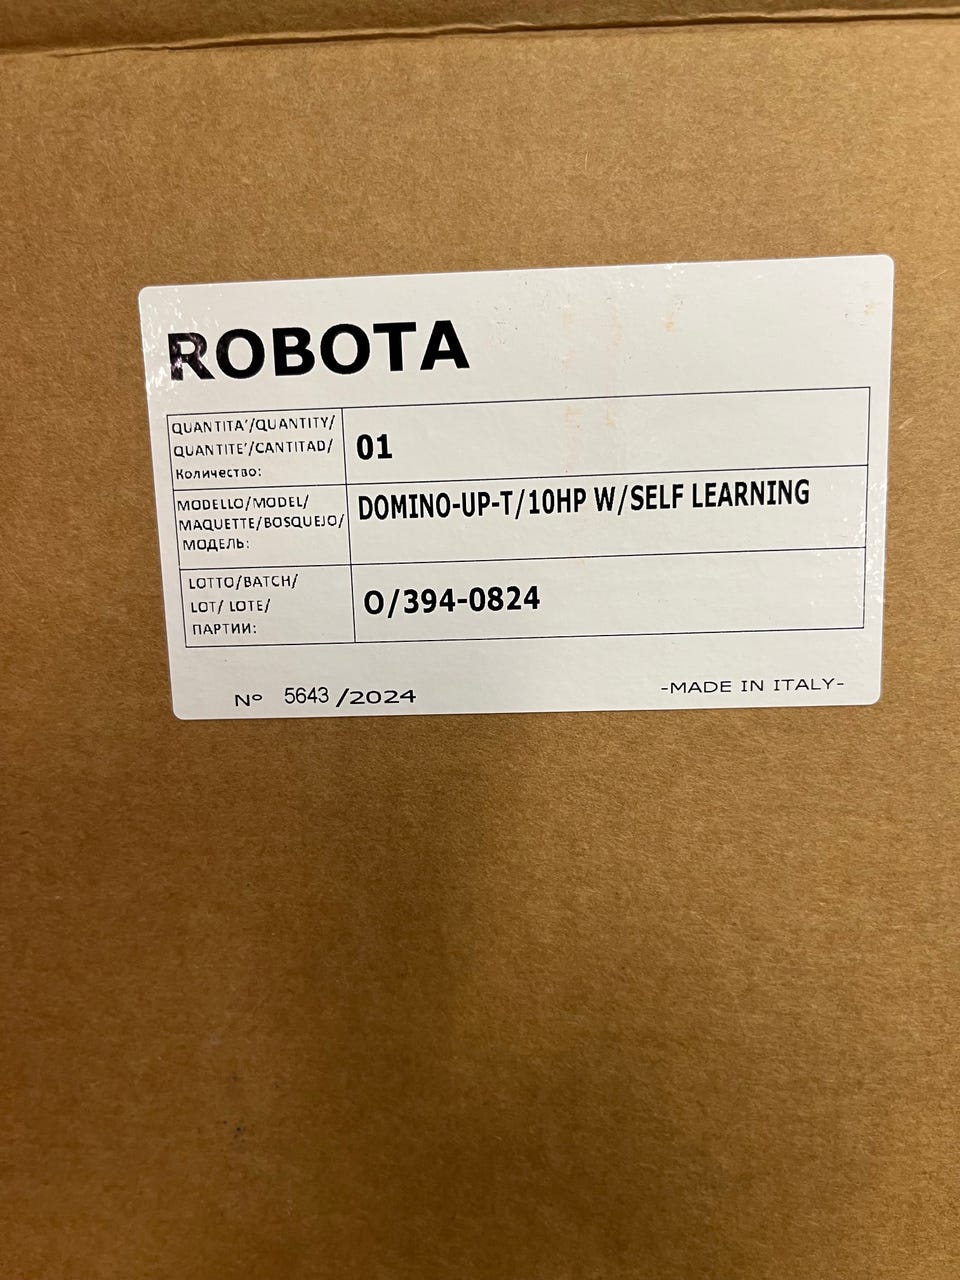 ROBOTA
QUANTITA'/QUANTITY/
QUANTITE'/CANTITAD/
Количество:
01
MODELLO/MODEL/
MAQUETTE/BOSQUEJO/
МОДЕЛЬ:
DOMINO-UP-T/10HP W/SELF LEARNING
LOTTO/BATCH/
LOT/ LOTE/
ПАРТИИ:
O/394-0824
Nº 5643 /2024
-MADE IN ITALY-